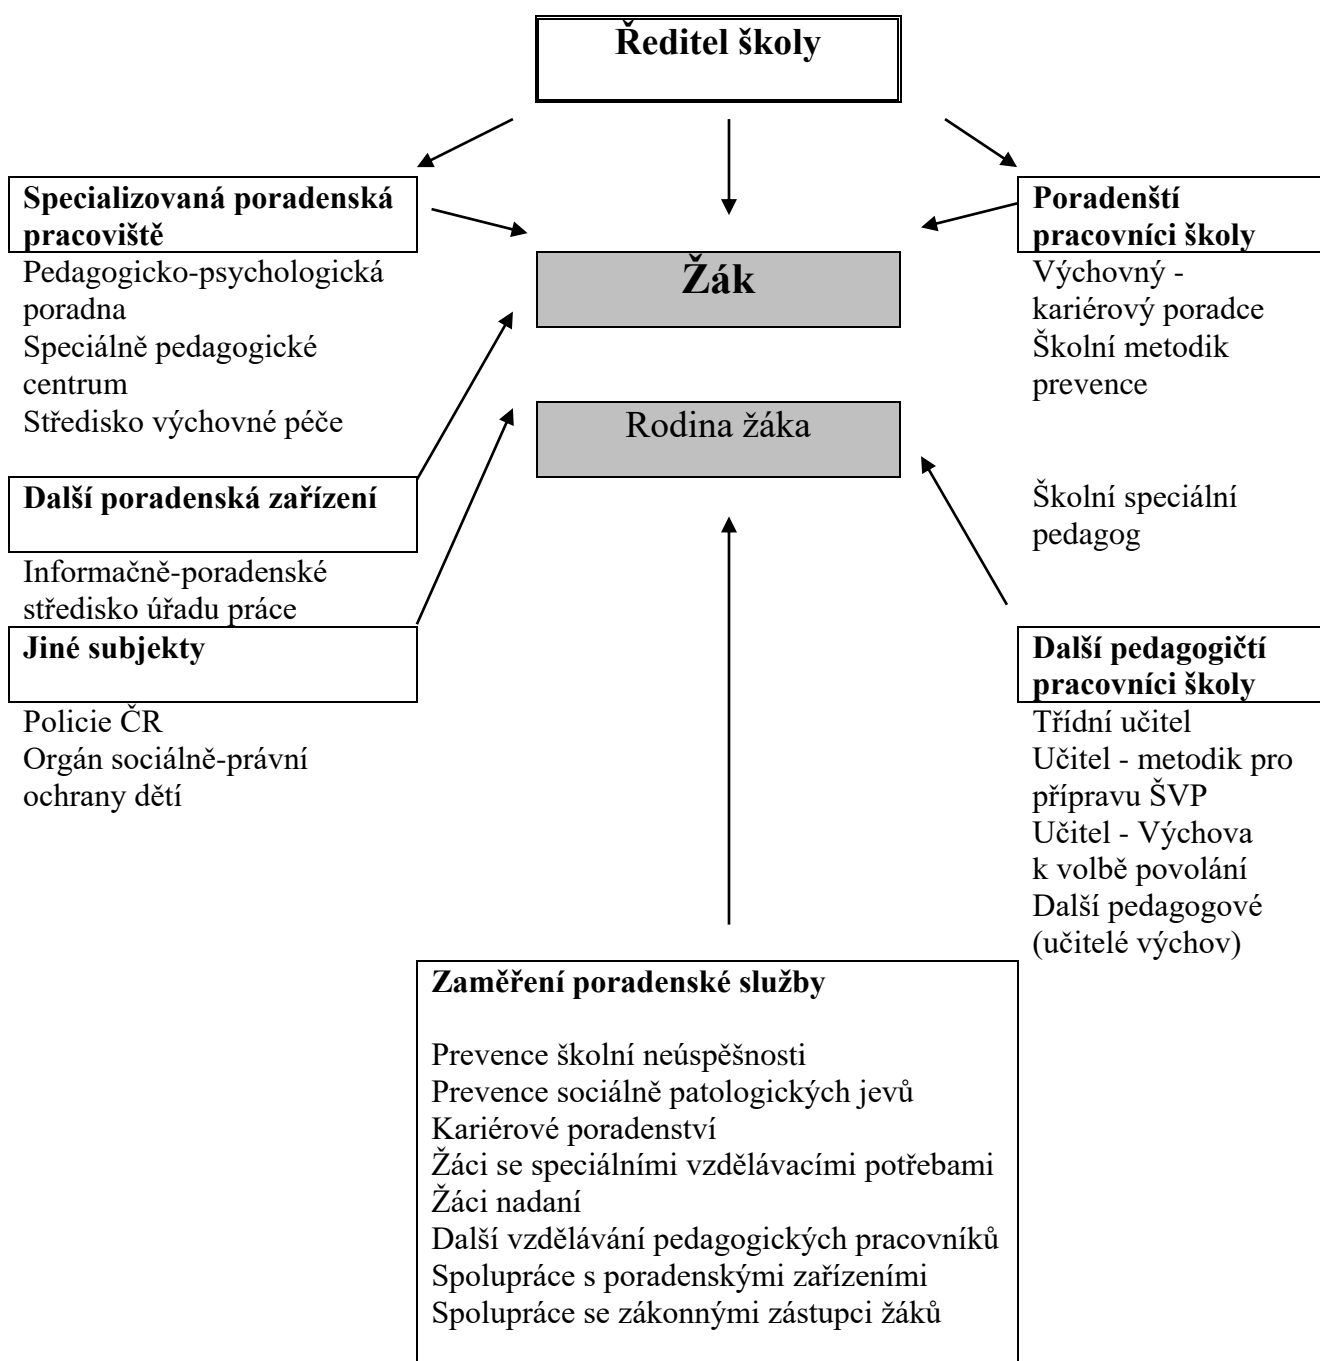 Ředitel školy
Specializovaná poradenská
pracoviště
Pedagogicko-psychologická
poradna
Speciálně pedagogické
centrum
Středisko výchovné péče
Další poradenská zařízení
Informačně-poradenské
středisko úřadu práce
Jiné subjekty
Policie ČR
Orgán sociálně-právní
ochrany dětí
Žák
Rodina žáka
Poradenští
pracovníci školy
Výchovný -
kariérový poradce
Školní metodik
prevence
Školní speciální
pedagog
Další pedagogičtí
pracovníci školy
Třídní učitel
Učitel - metodik pro
přípravu ŠVP
Učitel - Výchova
k volbě povolání
Další pedagogové
(učitelé výchov)
Zaměření poradenské služby
Prevence školní neúspěšnosti
Prevence sociálně patologických jevů
Kariérové poradenství
Žáci se speciálními vzdělávacími potřebami
Žáci nadaní
Další vzdělávání pedagogických pracovníků
Spolupráce s poradenskými zařízeními
Spolupráce se zákonnými zástupci žáků